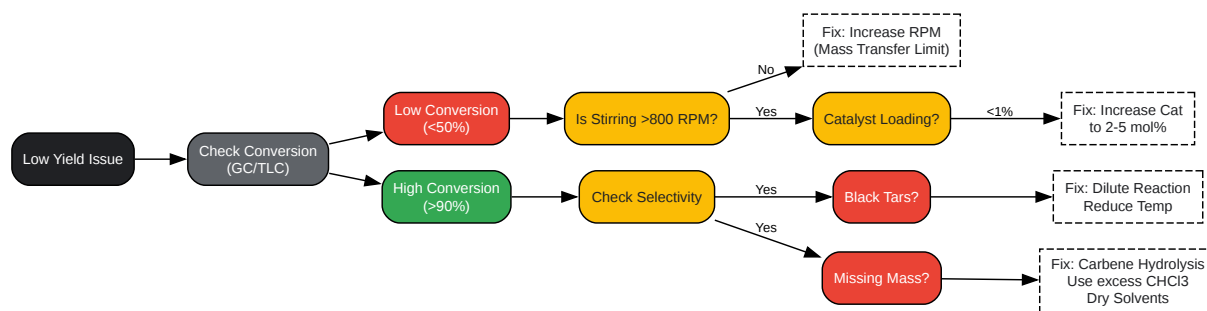 Fix: Increase RPM
(Mass Transfer Limit)
No
Low Conversion
(<50%)
Is Stirring >800 RPM?
Yes
Catalyst Loading?
<1%
Fix: Increase Cat
to 2-5 mol%
Low Yield Issue
Check Conversion
(GC/TLC)
High Conversion
(>90%)
Check Selectivity
Yes
Black Tars?
Fix: Dilute Reaction
Reduce Temp
Yes
Missing Mass?
Fix: Carbene Hydrolysis
Use excess CHCl3
Dry Solvents